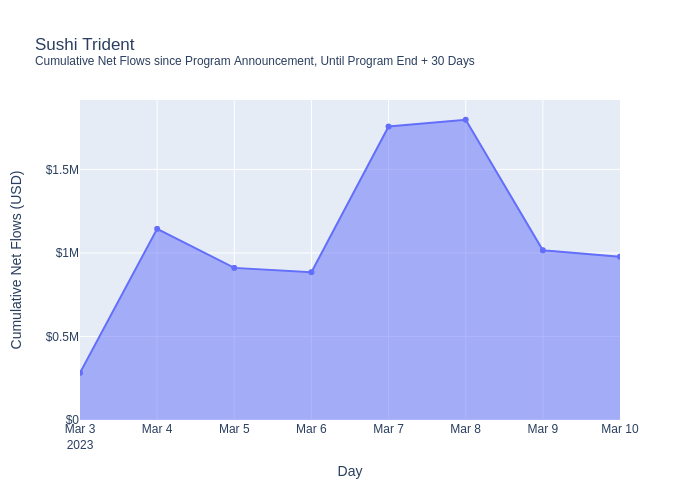 Sushi Trident
Cumulative Net Flows since Program Announcement, Until Program End + 30 Days
Cumulative Net Flows (USD)
$1.5M
$1M
$0.5M
$0
Mar 3 Mar 4 Mar 5 Mar 6 Mar 7 Mar 8 Mar 9 Mar 10
2023
Day